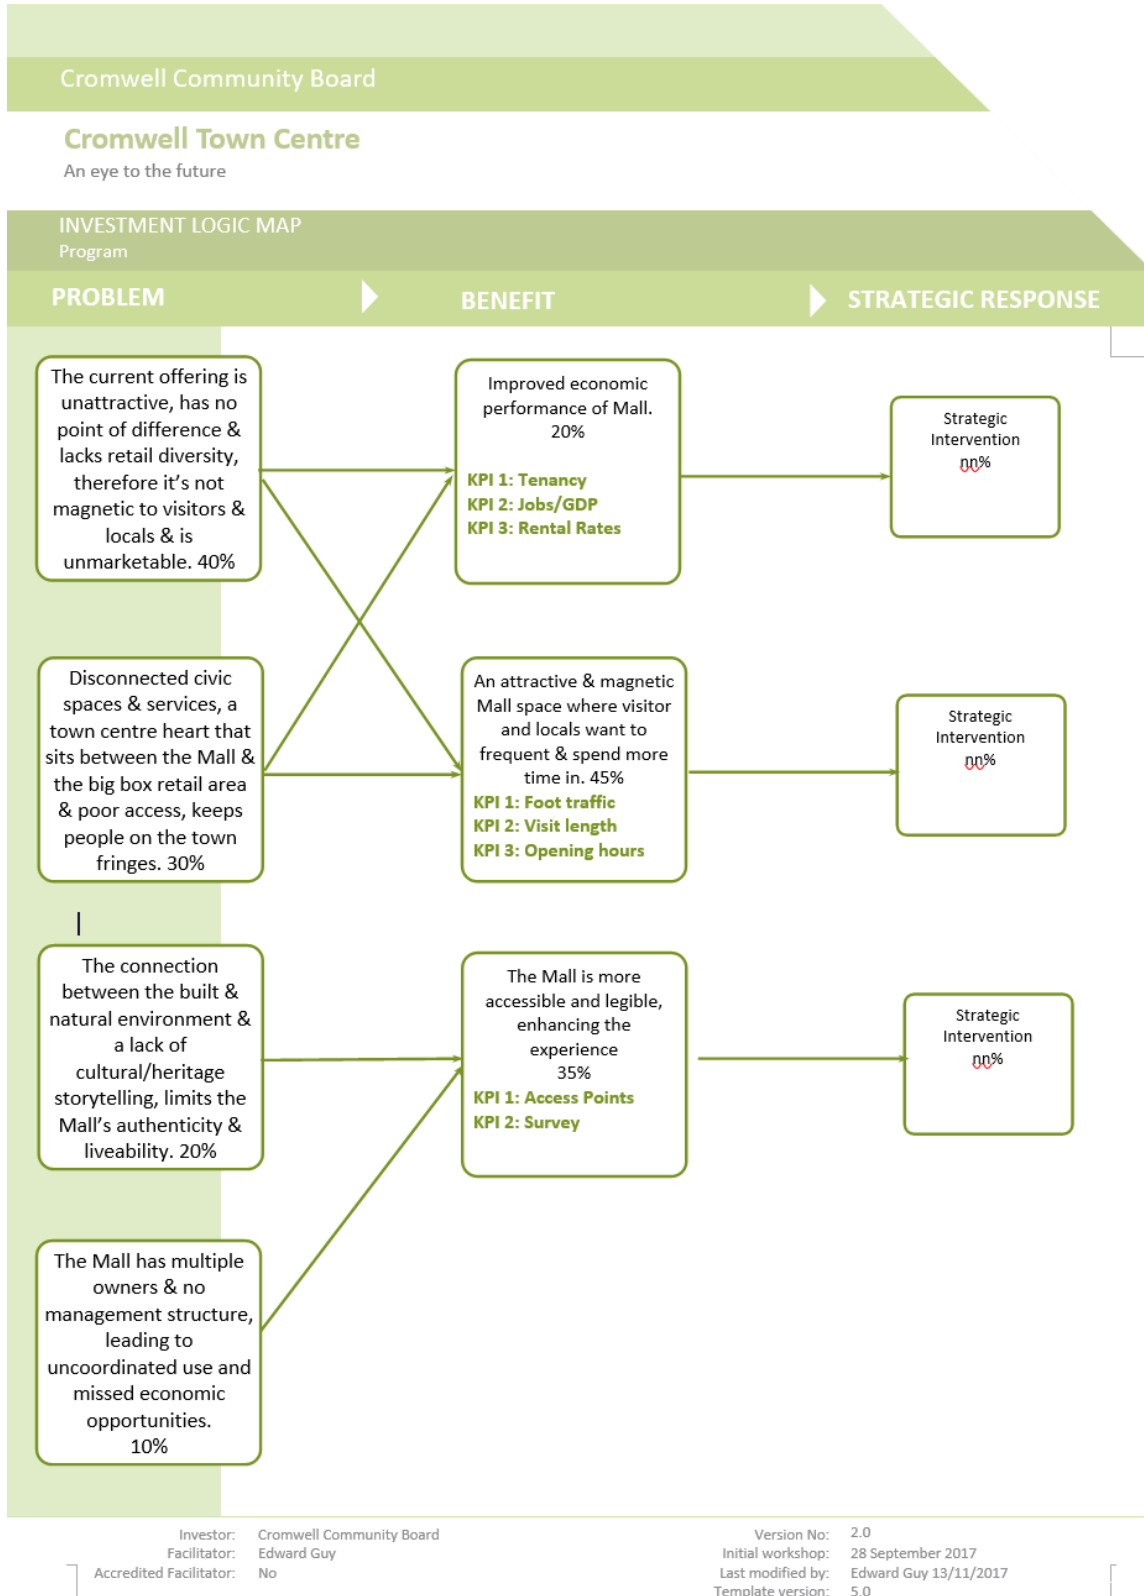 Cromwell Community Board
Cromwell Town Centre
An eye to the future
INVESTMENT LOGIC MAP
Program
PROBLEM
BENEFIT
STRATEGIC RESPONSE
The current offering is
unattractive, has no
point of difference &
lacks retail diversity,
therefore it's not
magnetic to visitors &
locals & is
unmarketable. 40%
Improved economic
performance of Mall.
20%
KPI 1: Tenancy
KPI 2: Jobs/GDP
KPI 3: Rental Rates
Strategic
Intervention
nn%
Disconnected civic
spaces & services, a
town centre heart that
sits between the Mall &
the big box retail area
& poor access, keeps
people on the town
fringes. 30%
An attractive & magnetic
Mall space where visitor
and locals want to
frequent & spend more
time in. 45%
KPI 1: Foot traffic
KPI 2: Visit length
KPI 3: Opening hours
Strategic
Intervention
nn%
The connection
between the built &
natural environment &
a lack of
cultural/heritage
storytelling, limits the
Mall's authenticity &
liveability. 20%
The Mall is more
accessible and legible,
enhancing the
experience
35%
KPI 1: Access Points
KPI 2: Survey
Strategic
Intervention
nn%
The Mall has multiple
owners & no
management structure,
leading to
uncoordinated use and
missed economic
opportunities.
10%
Investor: Cromwell Community Board
Facilitator: Edward Guy
Accredited Facilitator: No
Version No: 2.0
Initial workshop: 28 September 2017
Last modified by: Edward Guy 13/11/2017
Template version: 5.0